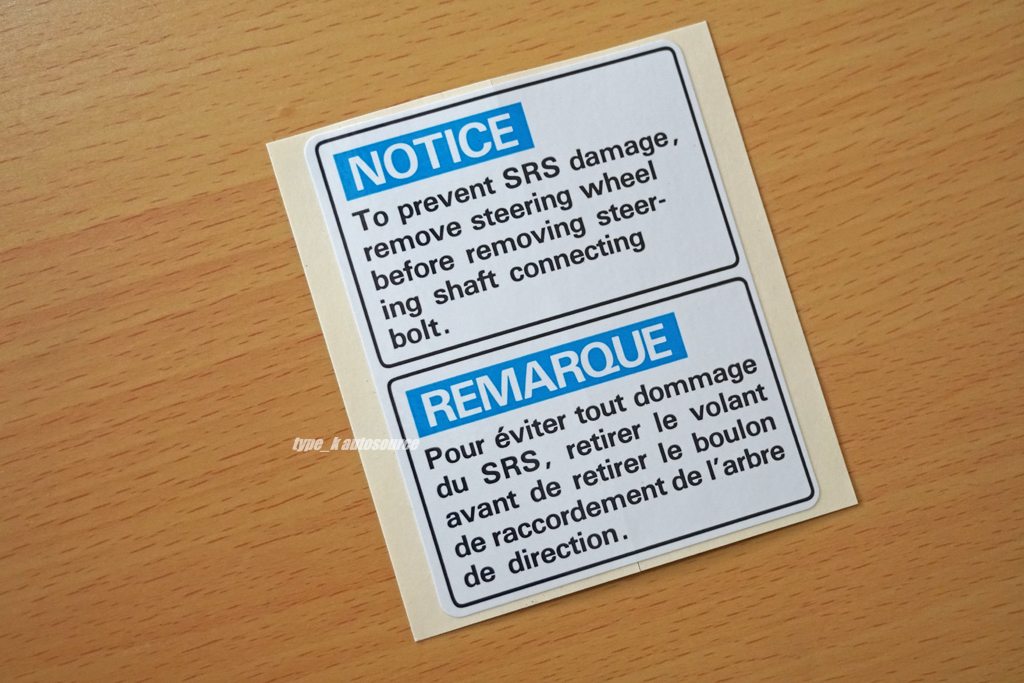 NOTICE
To prevent SRS damage,
remove steering wheel
before removing steer-
ing shaft connecting
bolt.
REMARQUE
Pour éviter tout dommage
du SRS, retirer le volant
avant de retirer le boulon
de raccordement de l'arbre
de direction.
type_k autosource